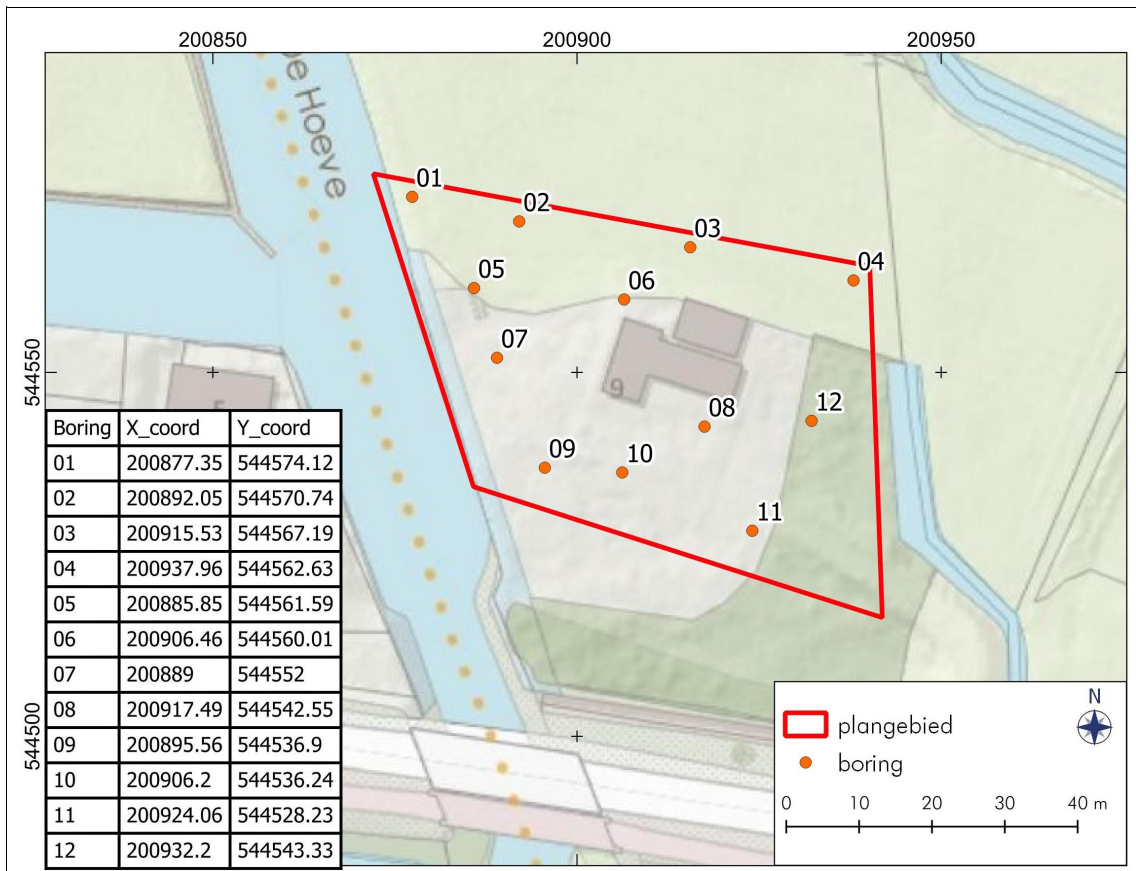 200850 200900 200950
De Hoeve
01
02
03
04
05
06
07
08
09
10
11
12
9
544550
544500
Boring X_coord Y_coord
01 200877.35 544574.12
02 200892.05 544570.74
03 200915.53 544567.19
04 200937.96 544562.63
05 200885.85 544561.59
06 200906.46 544560.01
07 200889 544552
08 200917.49 544542.55
09 200895.56 544536.9
10 200906.2 544536.24
11 200924.06 544528.23
12 200932.2 544543.33
N
plangebied
boring
0 10 20 30 40 m